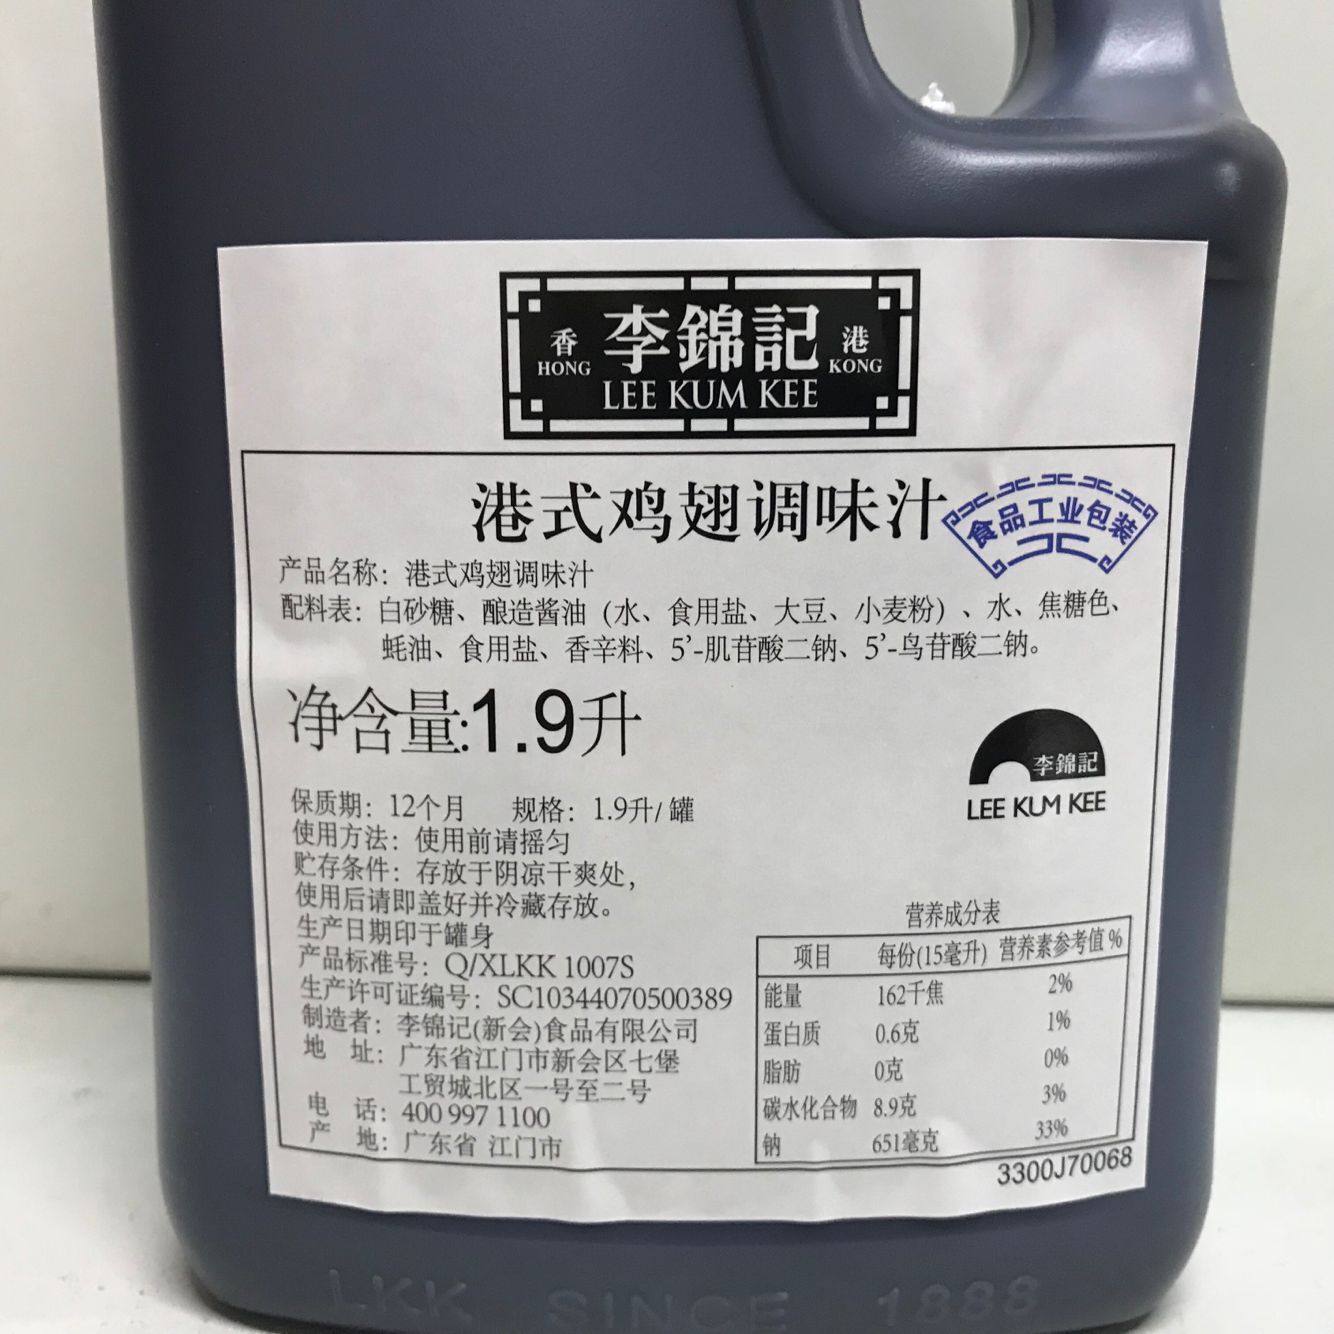 香 李錦記 港
HONG KONG
LEE KUM KEE
港式鸡翅调味汁
食品工业包装
产品名称：港式鸡翅调味汁
配料表：白砂糖、酿造酱油（水、食用盐、大豆、小麦粉）、水、焦糖色、
蚝油、食用盐、香辛料、5’-肌苷酸二钠、5’-鸟苷酸二钠。
净含量:1.9升
李錦記
LEE KUM KEE
保质期：12个月 规格：1.9升/ 罐
使用方法：使用前请摇匀
贮存条件：存放于阴凉干爽处，
使用后请即盖好并冷藏存放。
生产日期印于罐身
产品标准号：Q/XLKK 1007S
生产许可证编号：SC10344070500389
制造者：李锦记(新会)食品有限公司
地 址：广东省江门市新会区七堡
工贸城北区一号至二号
电 话：400 997 1100
产 地：广东省 江门市
营养成分表
项目 每份(15毫升) 营养素参考值 %
能量 162千焦 2%
蛋白质 0.6克 1%
脂肪 0克 0%
碳水化合物 8.9克 3%
钠 651毫克 33%
3300J70068
LKK SINCE 1888